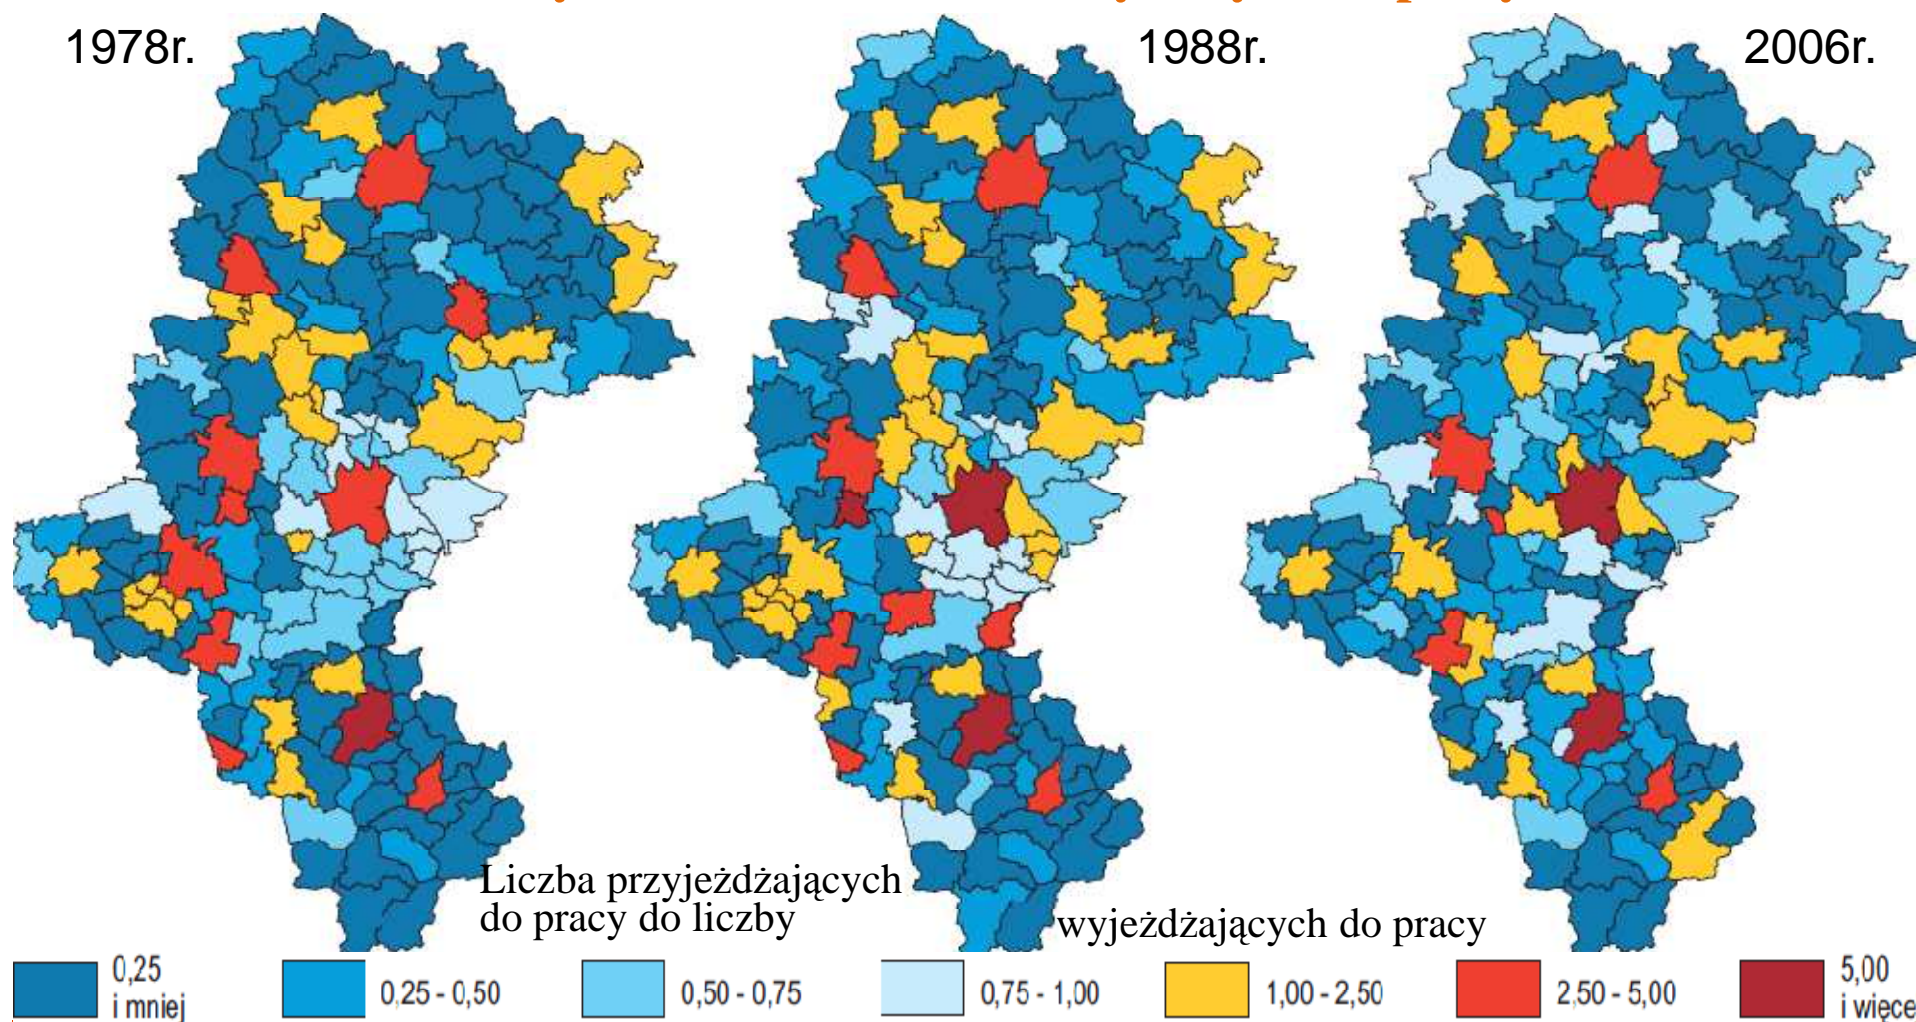 1978r.
1988r.
2006r.
Liczba przyjeżdżających
do pracy do liczby
wyjeżdżających do pracy
0,25
i mniej
0,25 - 0,50
0,50 - 0,75
0,75 - 1,00
1,00 - 2,50
2,50 - 5,00
5,00
i więce